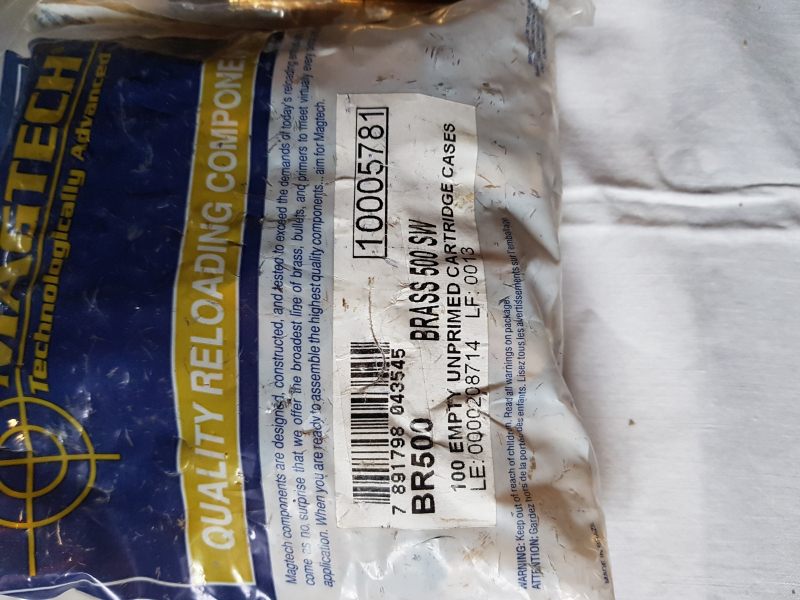 MAGTECH
Technologically Advanced
QUALITY RELOADING COMPONE
Magtech components are designed, constructed, and tested to exceed the demands of today's reloading
come as no surprise that we offer the broadest line of brass, bullets, and primers to meet virtually every
application. When you are ready to assemble the highest quality components... aim for Magtech.
10005781
7 891798 043545
BR500 BRASS 500 SW
100 EMPTY UNPRIMED CARTRIDGE CASES
LE: 0000208714 LF: 0013
WARNING: Keep out of reach of children. Read all warnings on package.
ATTENTION: Gardez hors de la portée des enfants. Lisez tous les avertissements sur l'emballage.